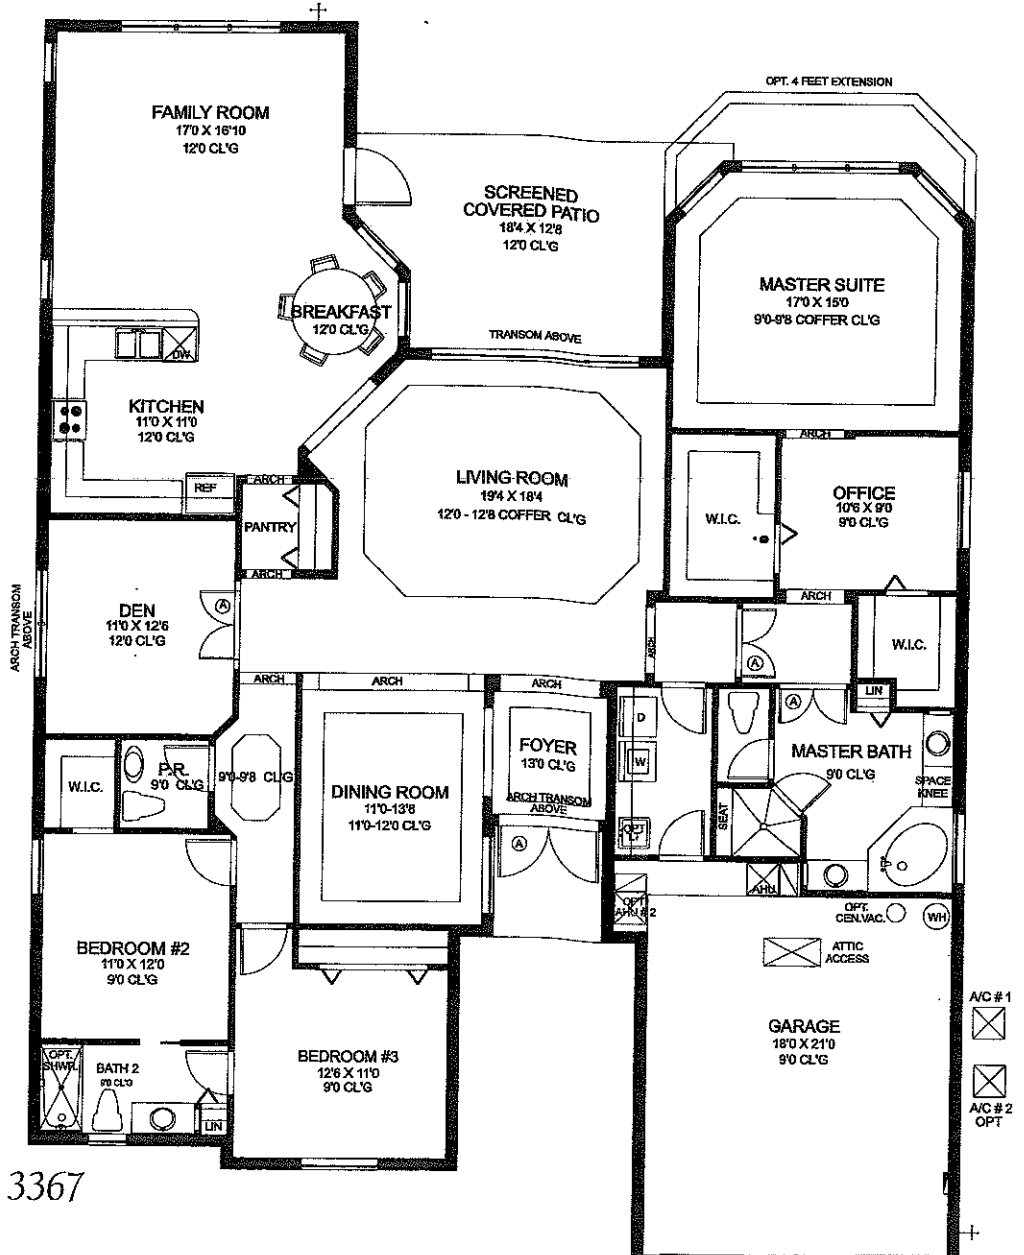 OPT. 4 FEET EXTENSION
FAMILY ROOM
17'0 X 16'10
12'0 CL'G
SCREENED
COVERED PATIO
18'4 X 12'8
12'0 CL'G
MASTER SUITE
17'0 X 15'0
9'0-9'8 COFFER CL'G
BREAKFAST
12'0 CL'G
TRANSOM ABOVE
DW
KITCHEN
11'0 X 11'0
12'0 CL'G
ARCH
REF
ARCH
LIVING ROOM
19'4 X 18'4
12'0 - 12'8 COFFER CL'G
W.I.C.
OFFICE
10'6 X 9'0
9'0 CL'G
PANTRY
ARCH
ARCH TRANSOM
ABOVE
DEN
11'0 X 12'6
12'0 CL'G
A
ARCH
ARCH
A
W.I.C.
ARCH
ARCH
ARCH
LIN
D
A
W
FOYER
13'0 CL'G
MASTER BATH
9'0 CL'G
W.I.C.
P.R.
9'0 CL'G
9'0-9'8 CL'G
DINING ROOM
11'0-13'8
11'0-12'0 CL'G
ARCH TRANSOM
ABOVE
SPACE
KNEE
SEAT
OPT
LT
A
AHU
OPT
AHU # 2
OPT.
CEN.VAC.
WH
BEDROOM #2
11'0 X 12'0
9'0 CL'G
ATTIC
ACCESS
A/C # 1
GARAGE
18'0 X 21'0
9'0 CL'G
BEDROOM #3
12'6 X 11'0
9'0 CL'G
OPT.
SHWR.
BATH 2
LIN
A/C # 2
OPT
3367